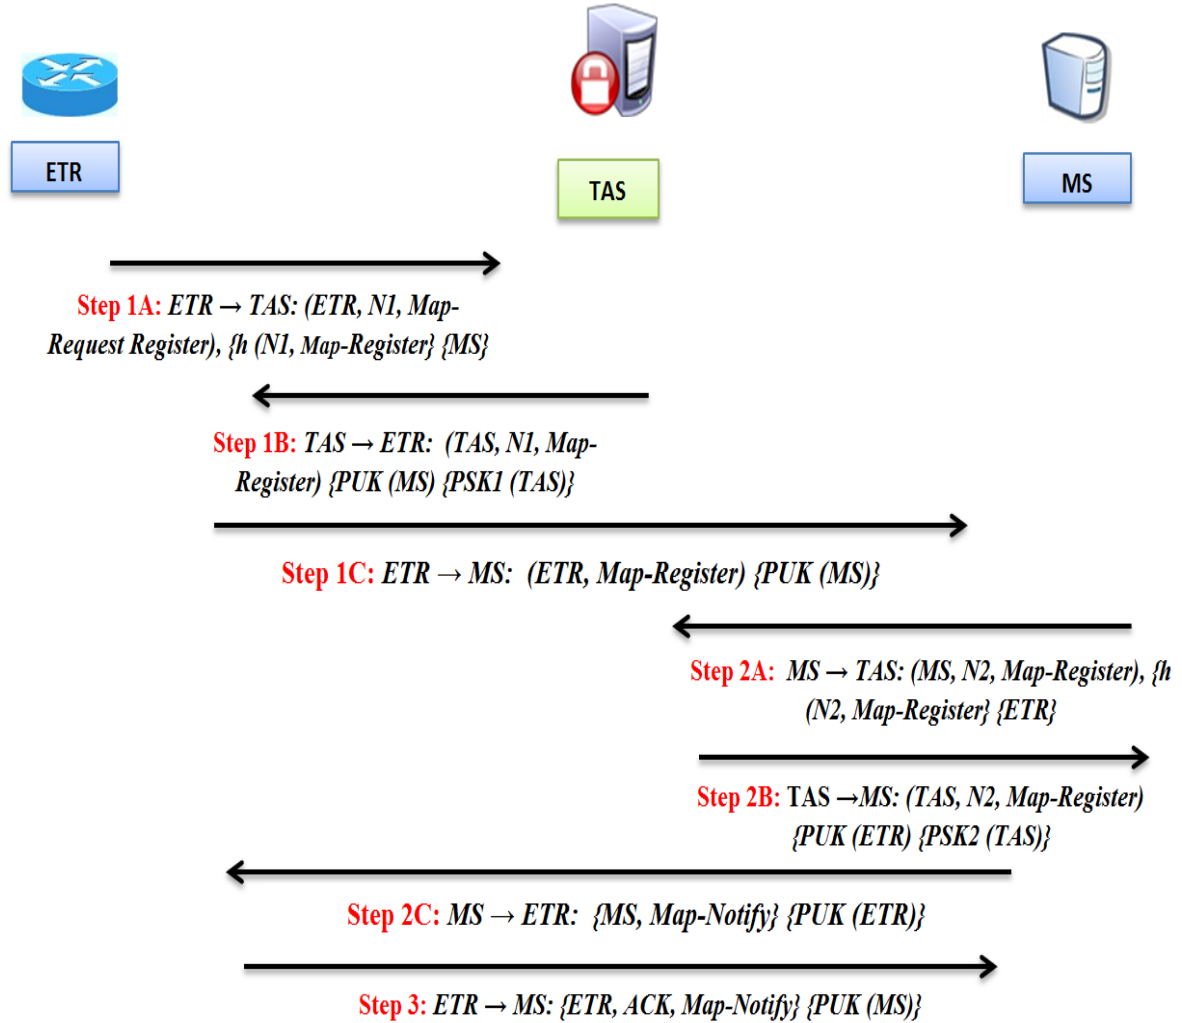 ETR
TAS
MS
Step 1A: ETR → TAS: (ETR, N1, Map-
Request Register), {h (N1, Map-Register} {MS}
Step 1B: TAS → ETR: (TAS, N1, Map-
Register) {PUK (MS) {PSK1 (TAS)}
Step 1C: ETR → MS: (ETR, Map-Register) {PUK (MS)}
Step 2A: MS → TAS: (MS, N2, Map-Register), {h
(N2, Map-Register} {ETR}
Step 2B: TAS →MS: (TAS, N2, Map-Register)
{PUK (ETR) {PSK2 (TAS)}
Step 2C: MS → ETR: {MS, Map-Notify} {PUK (ETR)}
Step 3: ETR → MS: {ETR, ACK, Map-Notify} {PUK (MS)}